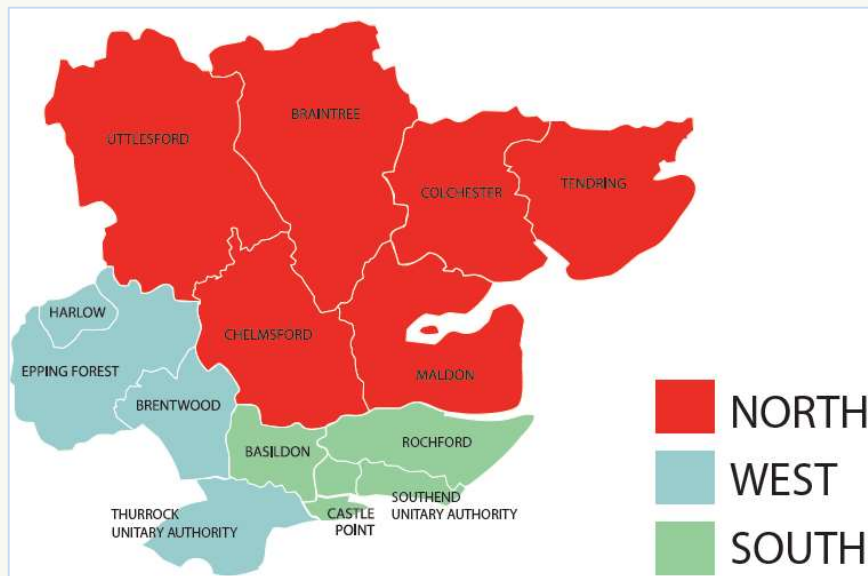 BRAINTREE
UTTLESFORD
COLCHESTER
TENDRING
HARLOW
CHELMSFORD
EPPING FOREST
MALDON
BRENTWOOD
BASILDON
ROCHFORD
THURROCK
UNITARY AUTHORITY
CASTLE
POINT
SOUTHEND
UNITARY AUTHORITY
NORTH
WEST
SOUTH